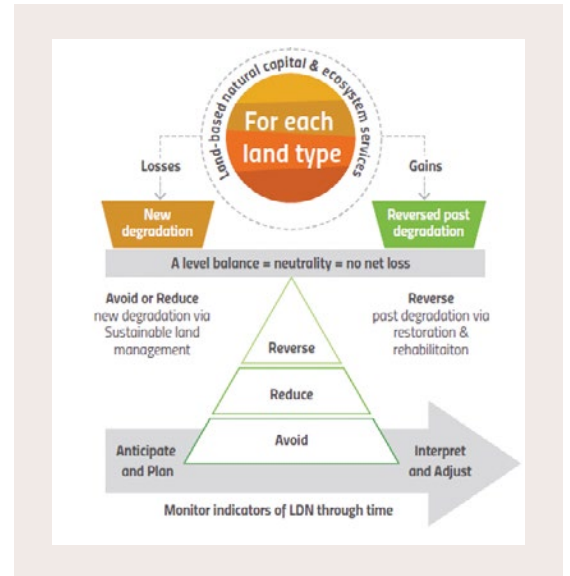 Land-based natural capital & ecosystem services
For each
land type
Losses
Gains
New
degradation
Reversed past
degradation
A level balance = neutrality = no net loss
Avoid or Reduce
new degradation via
Sustainable land
management
Reverse
past degradation via
restoration &
rehabilitaiton
Reverse
Reduce
Avoid
Anticipate
and Plan
Interpret
and Adjust
Monitor indicators of LDN through time